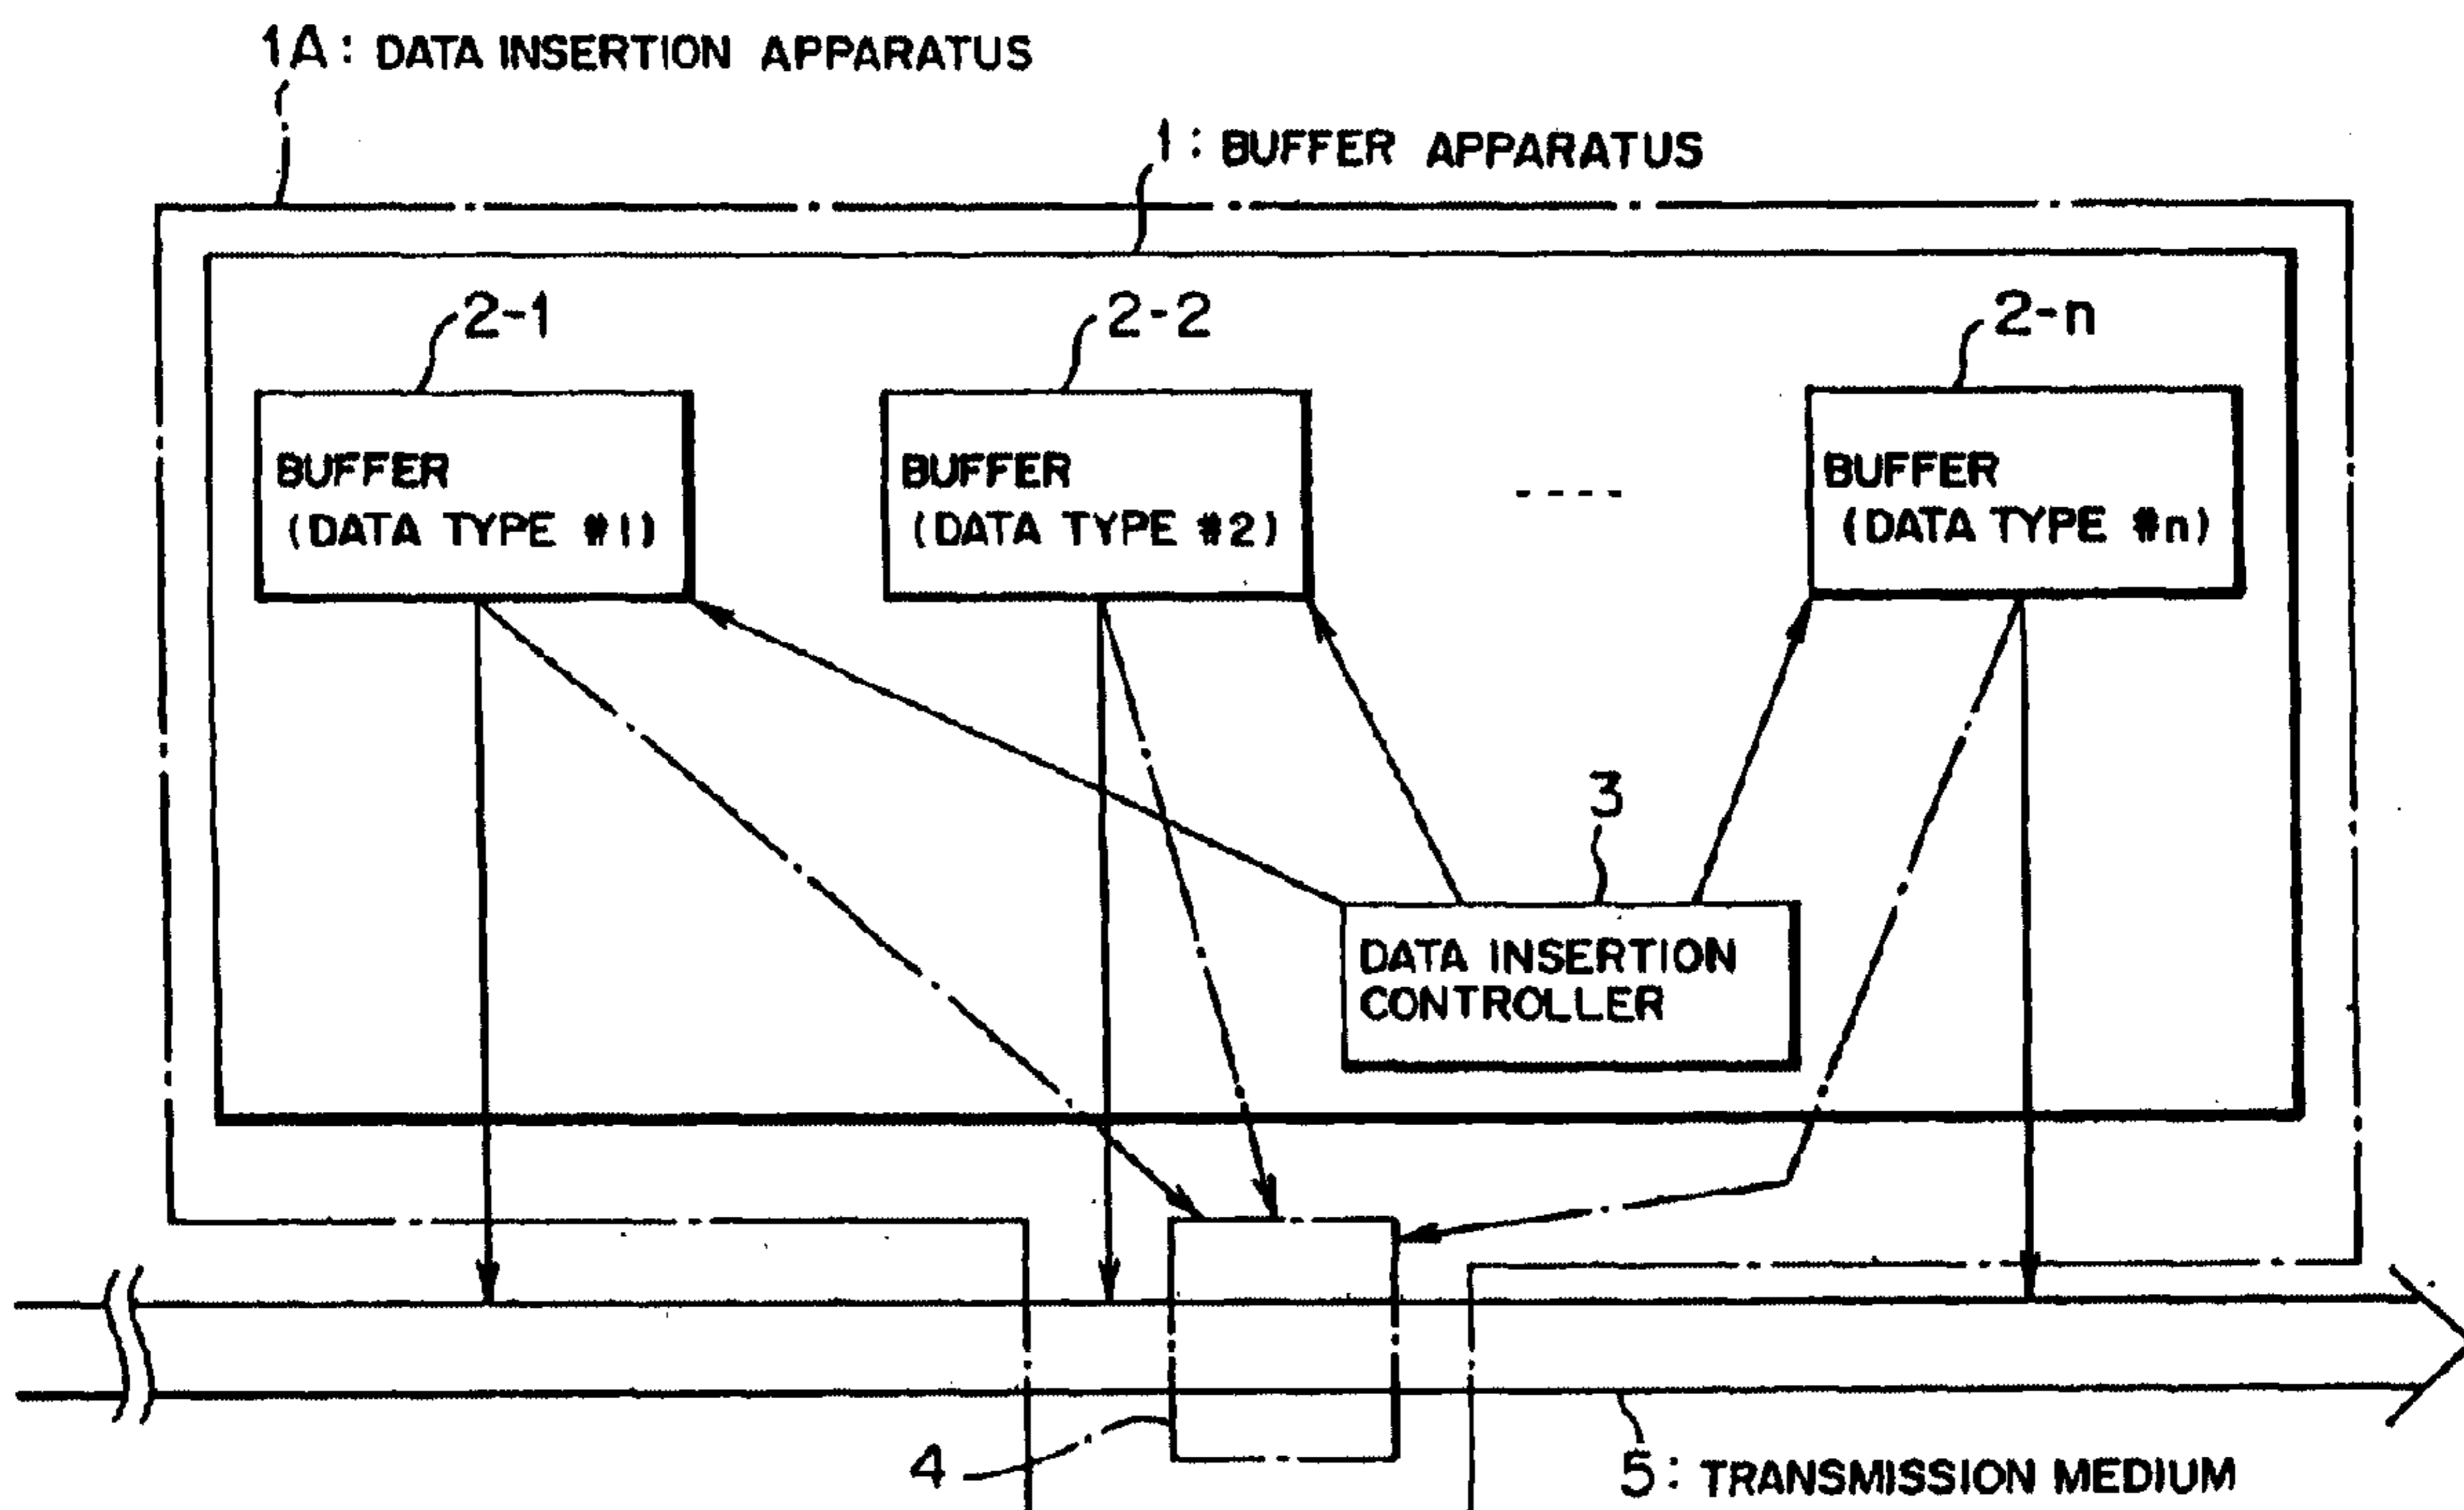 1A: DATA INSERTION APPARATUS
1: BUFFER APPARATUS
2-1
2-2
2-n
BUFFER
(DATA TYPE #1)
BUFFER
(DATA TYPE #2)
----
BUFFER
(DATA TYPE #n)
3
DATA INSERTION
CONTROLLER
4
5: TRANSMISSION MEDIUM